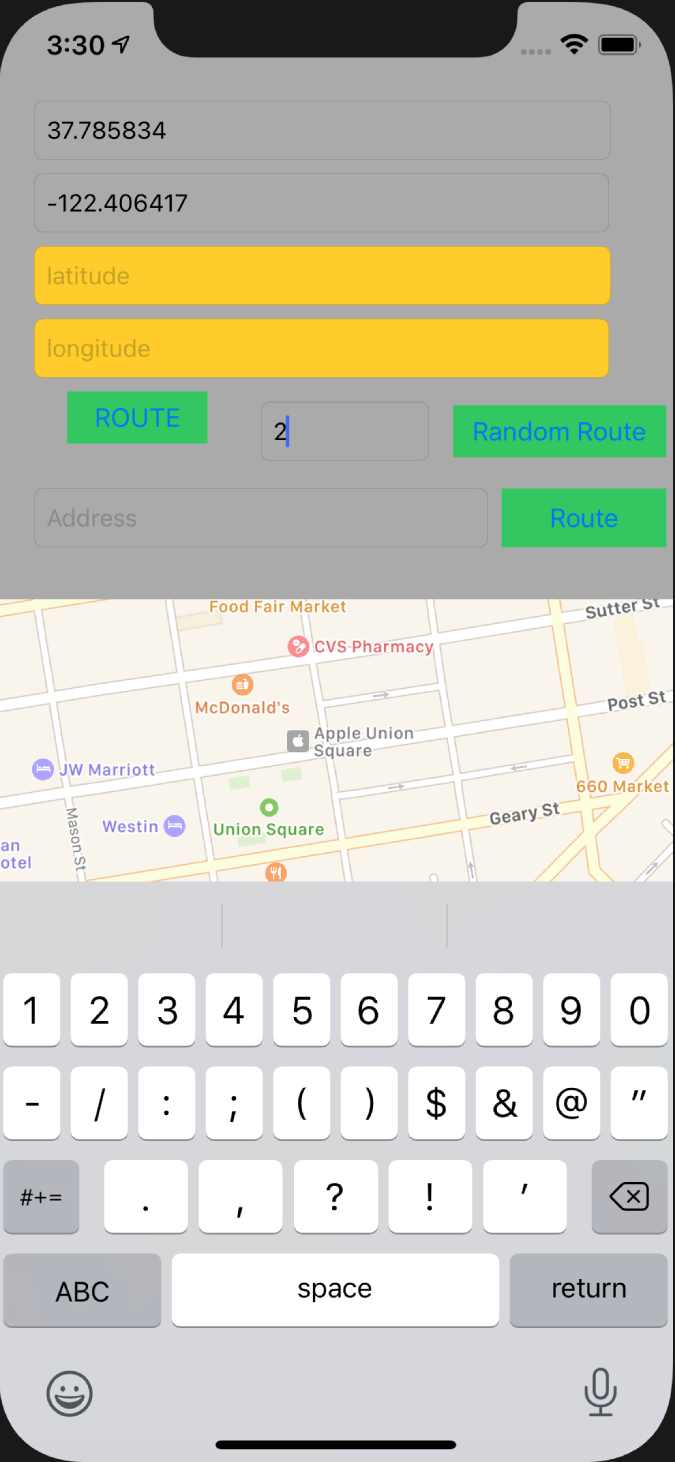 3:30
37.785834
-122.406417
latitude
longitude
ROUTE
2
Random Route
Address
Route
Food Fair Market
Sutter St
CVS Pharmacy
McDonald's
Post St
Apple Union
Square
JW Marriott
660 Market
Mason St
Westin
Union Square
Geary St
an
otel
1 2 3 4 5 6 7 8 9 0
- / : ; ( ) $ & @ "
#+= . , ? ! '
ABC space return